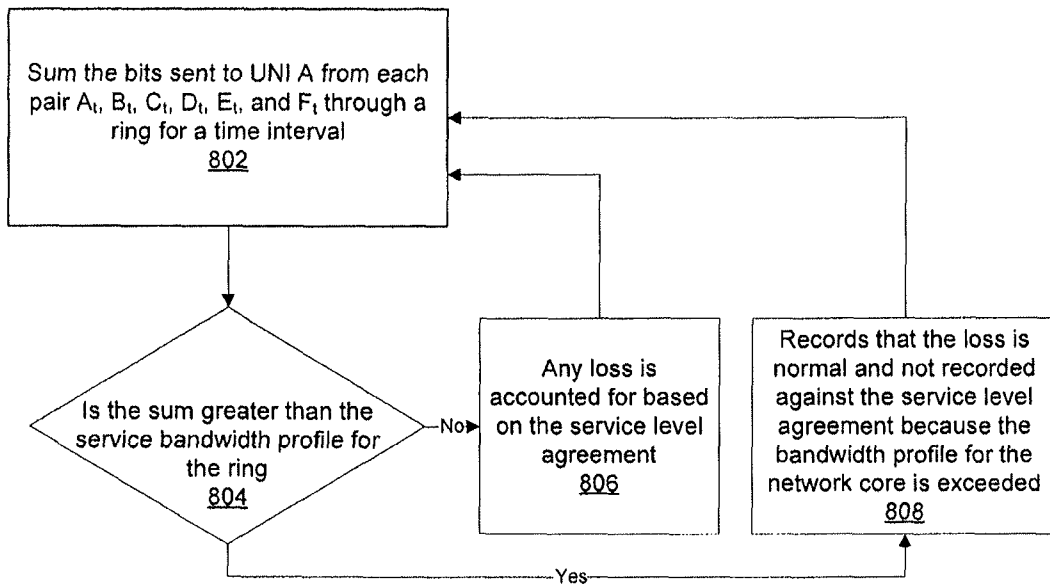 Sum the bits sent to UNI A from each
pair Aₜ, Bₜ, Cₜ, Dₜ, Eₜ, and Fₜ through a
ring for a time interval
802
Is the sum greater than the
service bandwidth profile for
the ring
804
No
Any loss is
accounted for based
on the service level
agreement
806
Records that the loss is
normal and not recorded
against the service level
agreement because the
bandwidth profile for the
network core is exceeded
808
Yes